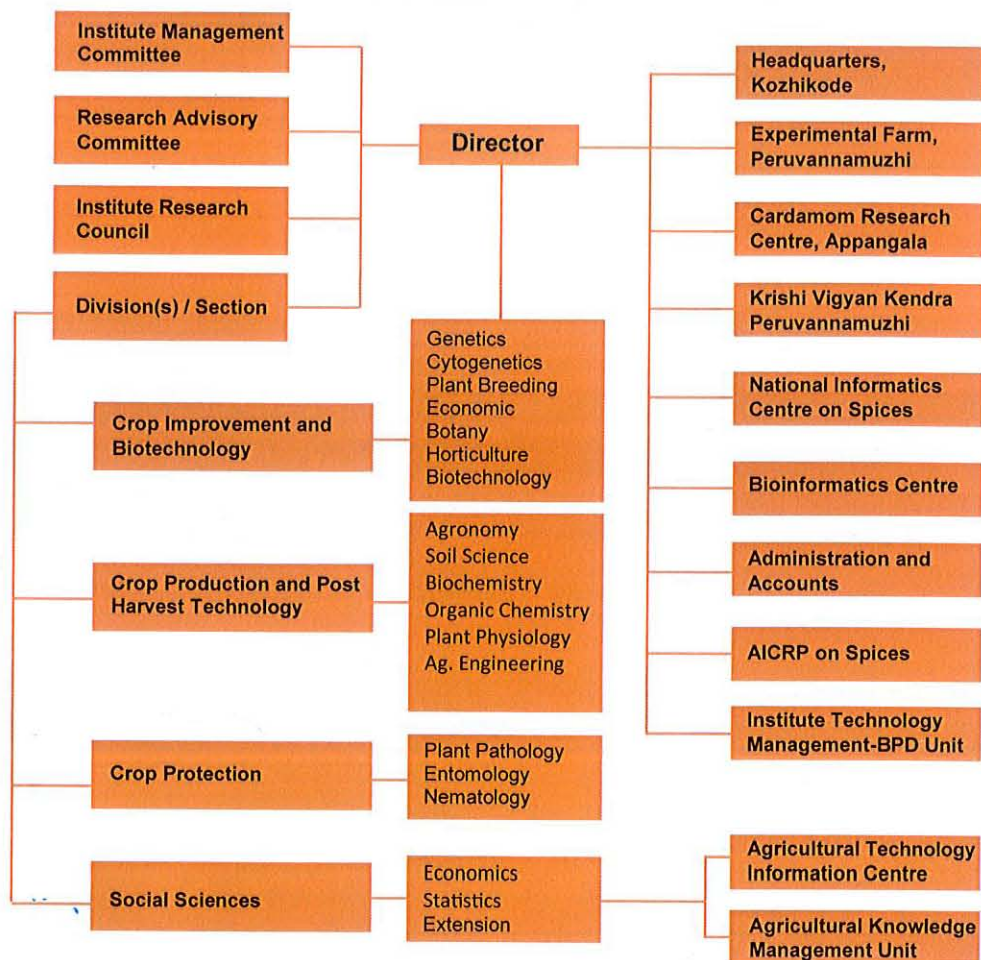 Institute Management
Committee
Research Advisory
Committee
Institute Research
Council
Division(s) / Section
Director
Headquarters,
Kozhikode
Experimental Farm,
Peruvannamuzhi
Cardamom Research
Centre, Appangala
Krishi Vigyan Kendra
Peruvannamuzhi
National Informatics
Centre on Spices
Bioinformatics Centre
Administration and
Accounts
AICRP on Spices
Institute Technology
Management-BPD Unit
Crop Improvement and
Biotechnology
Genetics
Cytogenetics
Plant Breeding
Economic
Botany
Horticulture
Biotechnology
Crop Production and Post
Harvest Technology
Agronomy
Soil Science
Biochemistry
Organic Chemistry
Plant Physiology
Ag. Engineering
Crop Protection
Plant Pathology
Entomology
Nematology
Social Sciences
Economics
Statistics
Extension
Agricultural Technology
Information Centre
Agricultural Knowledge
Management Unit